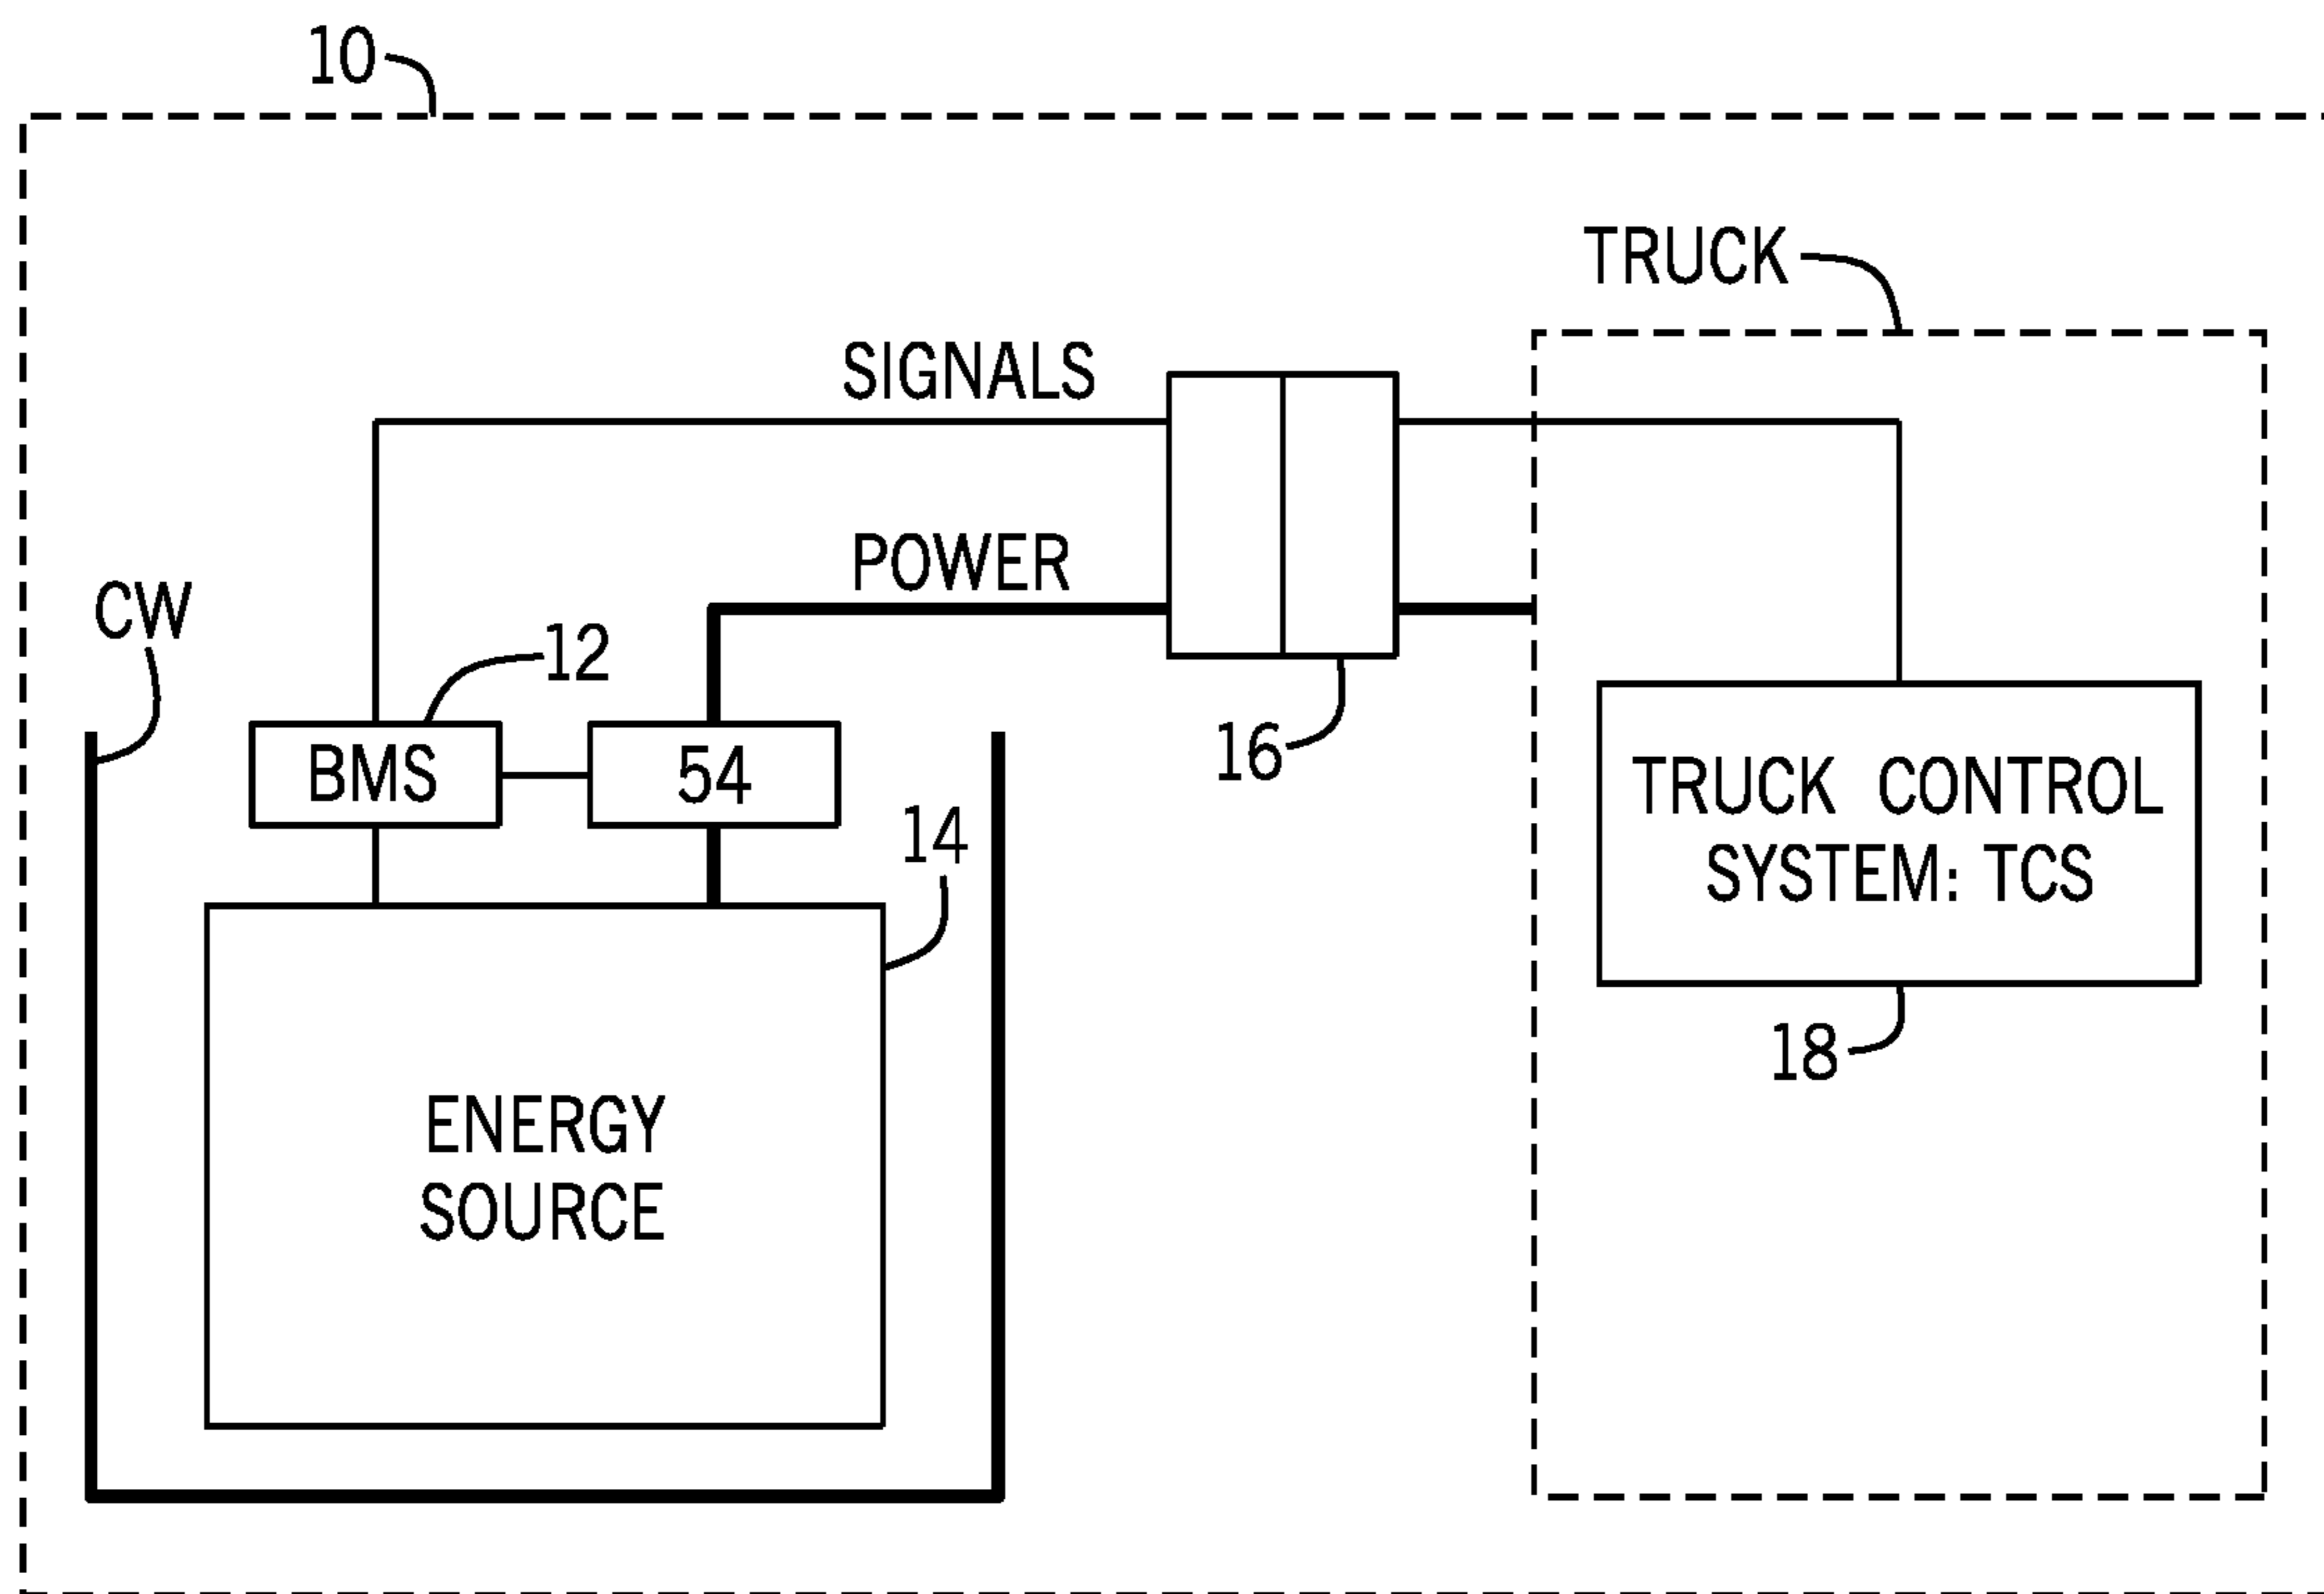 10
TRUCK
SIGNALS
POWER
CW
12
16
BMS
54
14
TRUCK CONTROL
SYSTEM: TCS
18
ENERGY
SOURCE